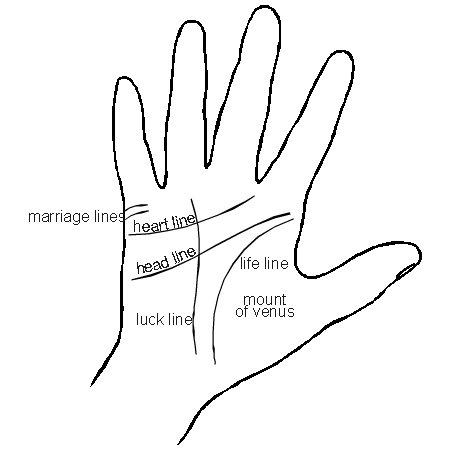 marriage lines
heart line
head line
life line
mount
of venus
luck line